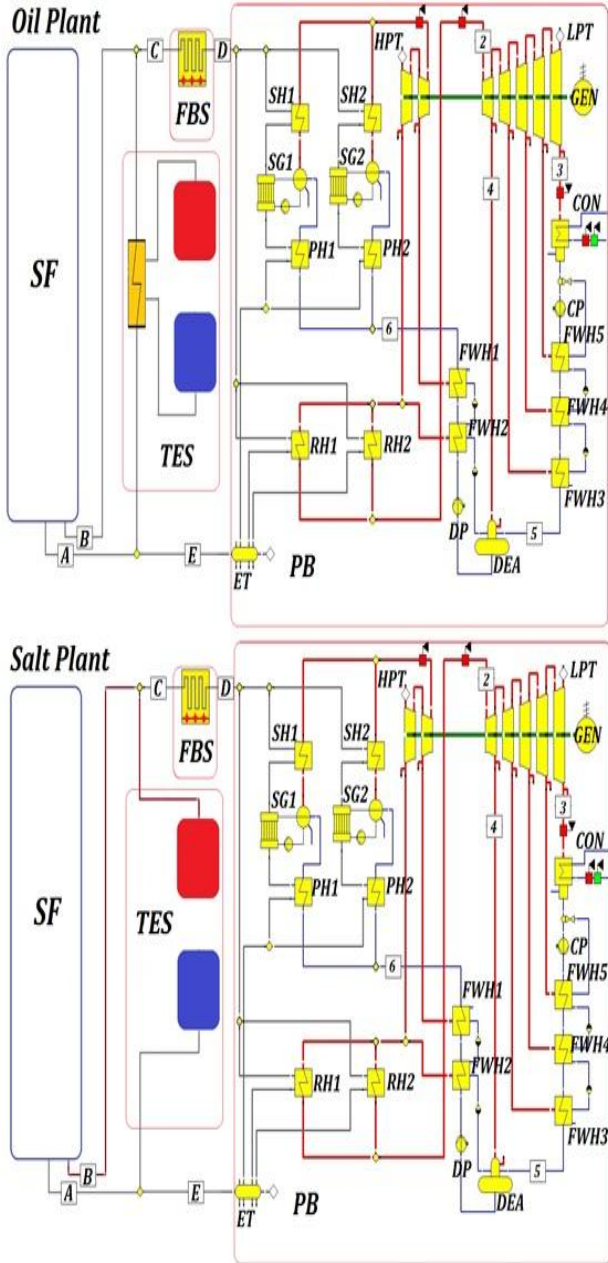 Oil Plant
C
D
FBS
HPT
2
LPT
GEN
SH1
SH2
SG1
SG2
4
3
CON
SF
PH1
PH2
CP
6
FWH1
FWH5
FWH2
FWH4
TES
RH1
RH2
FWH3
B
A
E
DP
5
ET
PB
DEA
Salt Plant
C
D
FBS
HPT
2
LPT
GEN
SH1
SH2
SG1
SG2
4
3
CON
SF
TES
PH1
PH2
CP
6
FWH1
FWH5
FWH4
FWH2
RH1
RH2
FWH3
B
A
E
DP
5
ET
PB
DEA